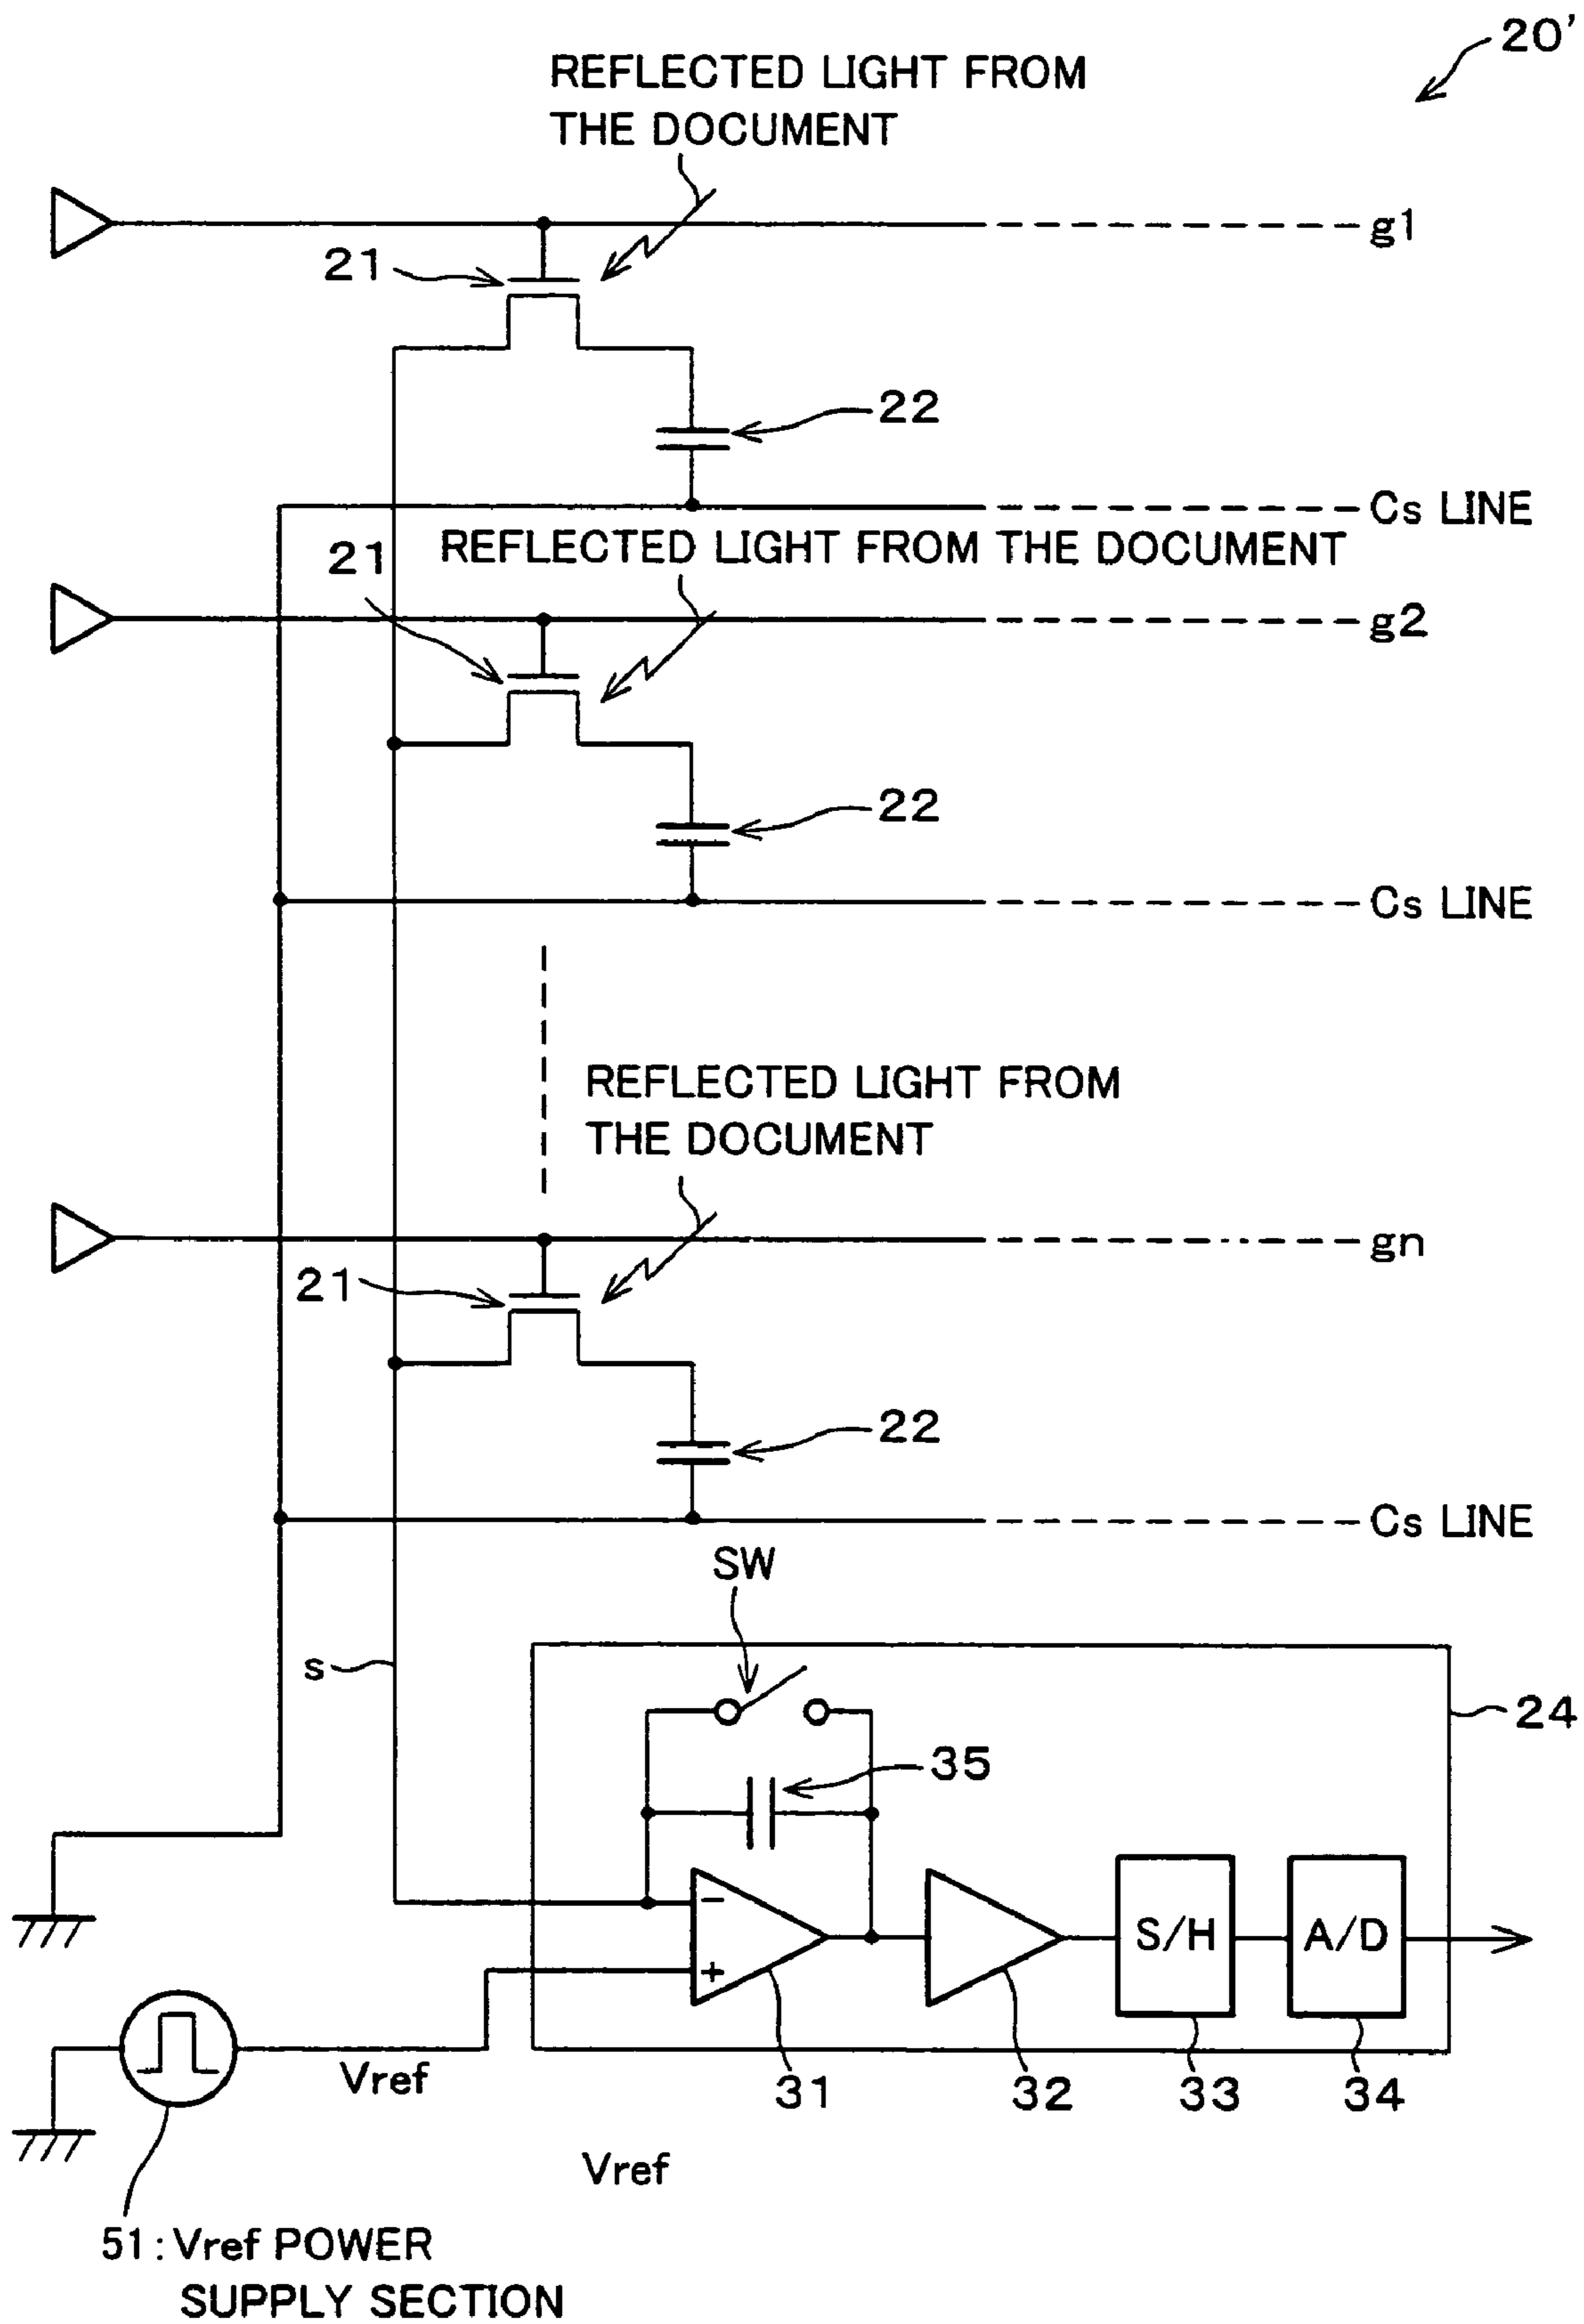 20'
REFLECTED LIGHT FROM
THE DOCUMENT
g1
21
22
Cs LINE
21
REFLECTED LIGHT FROM THE DOCUMENT
g2
22
Cs LINE
REFLECTED LIGHT FROM
THE DOCUMENT
gn
21
22
Cs LINE
SW
s
24
35
−
S/H
A/D
+
Vref
31
32
33
34
Vref
51:Vref POWER
SUPPLY SECTION